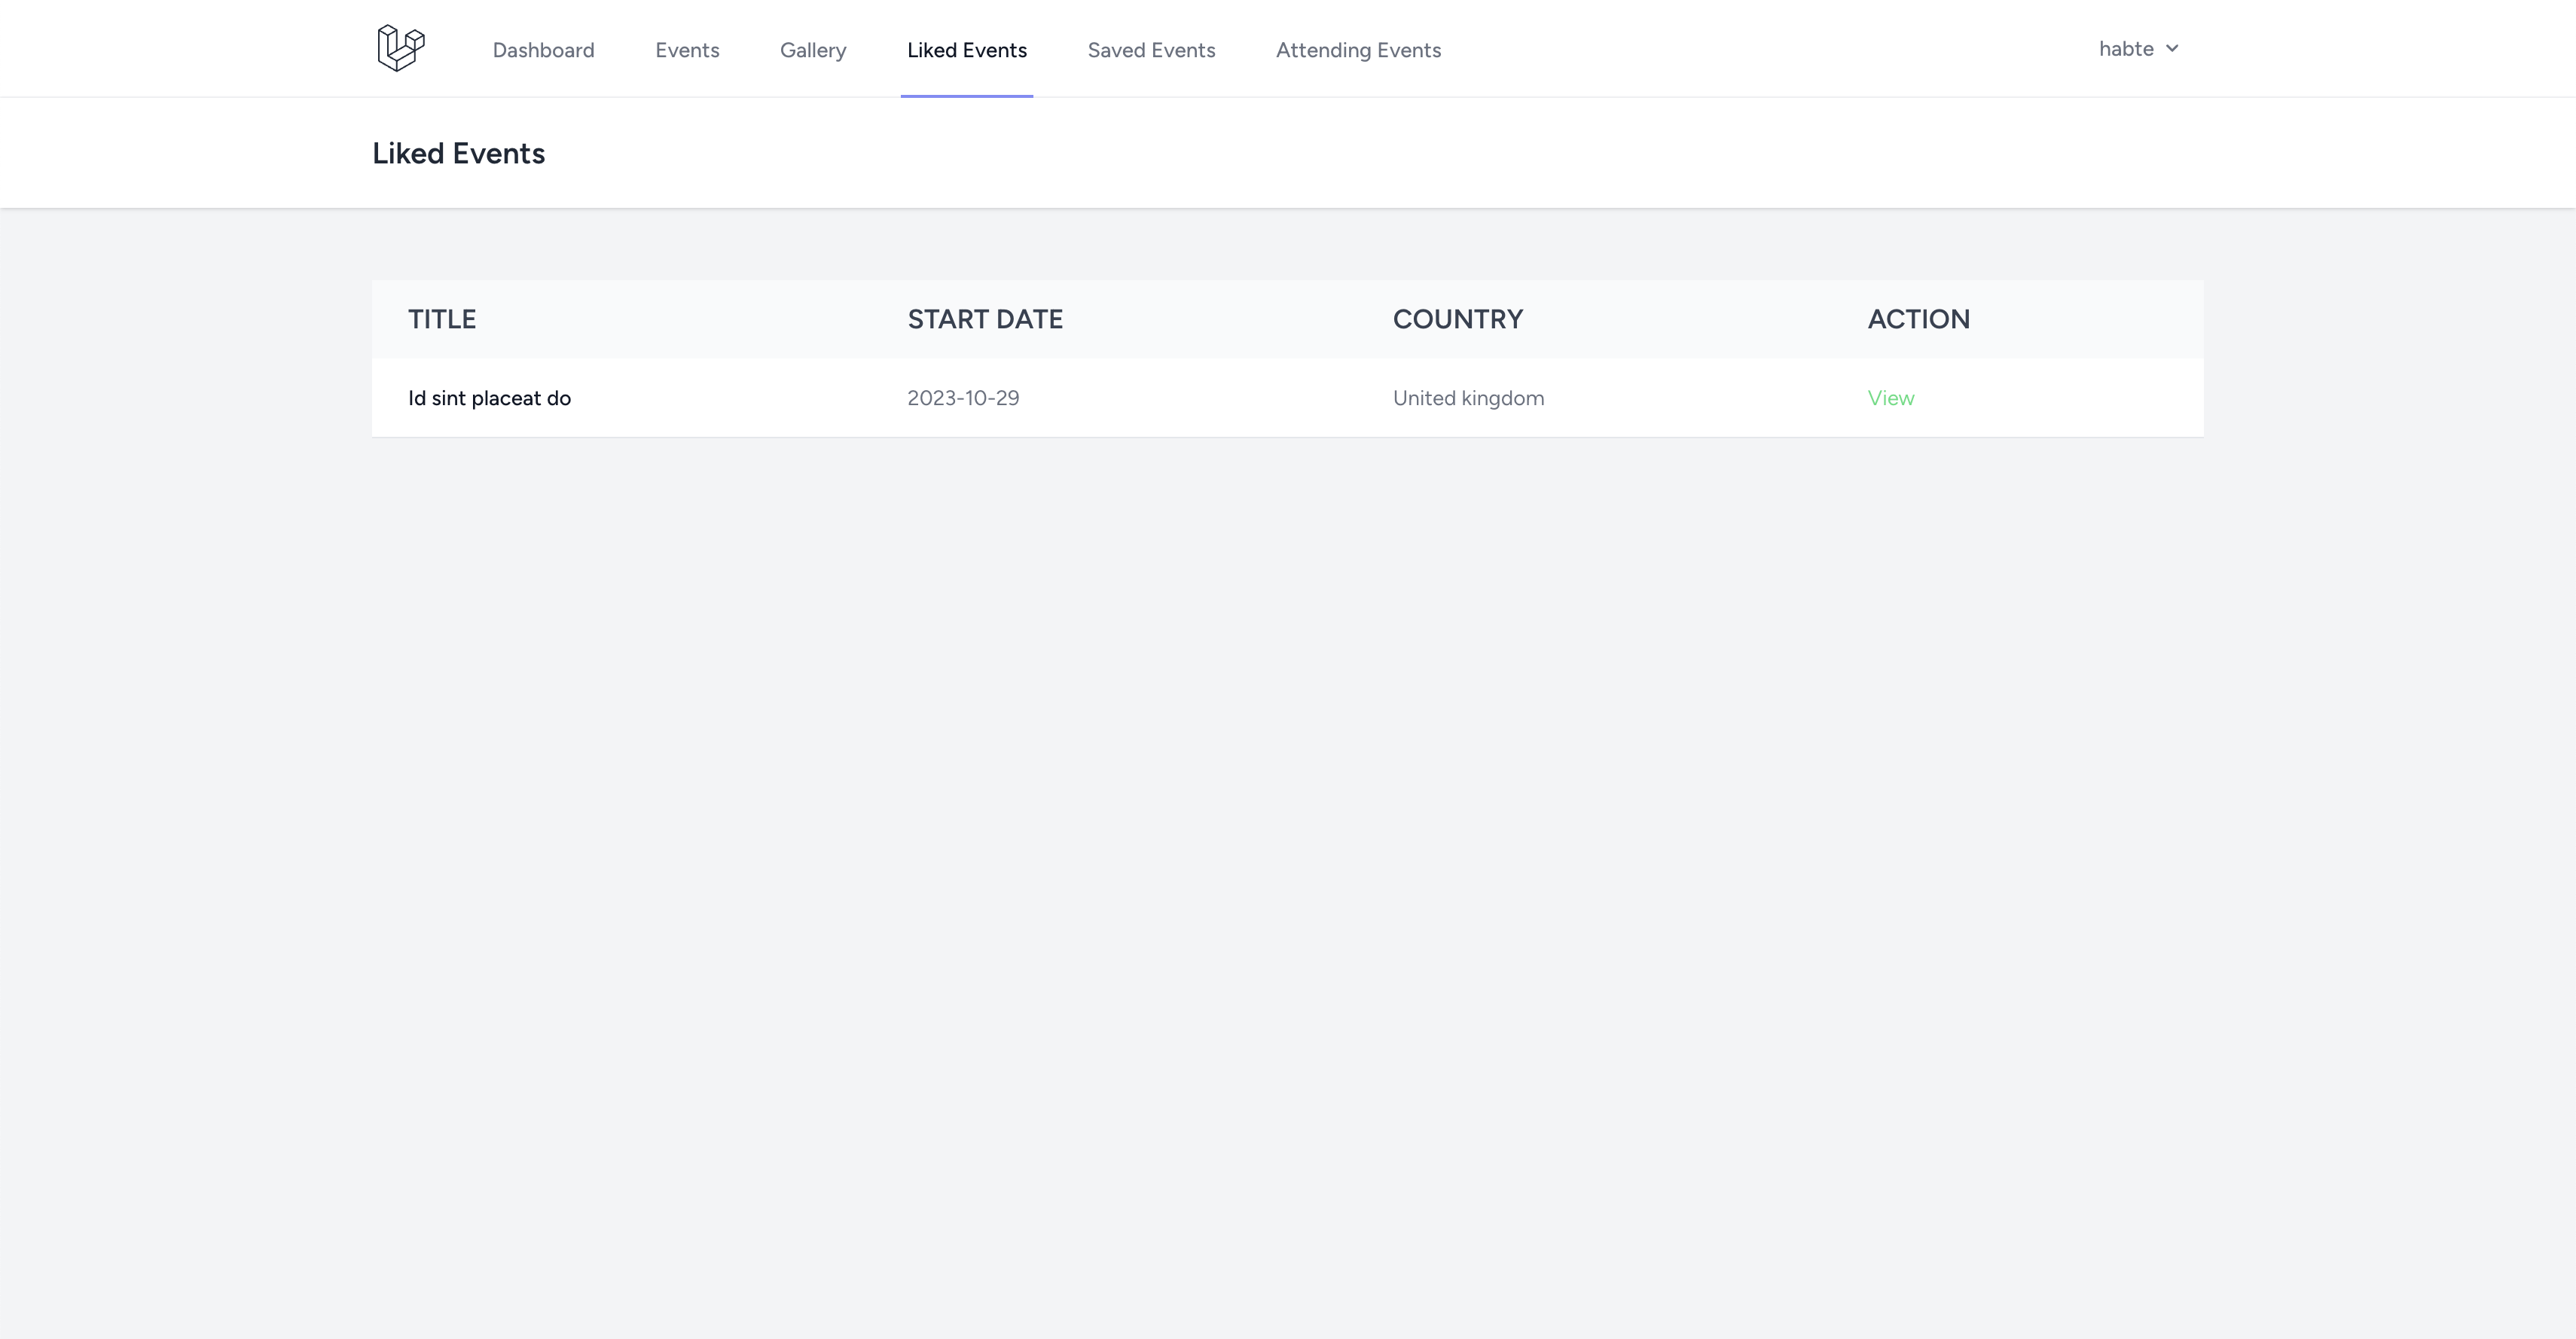 Dashboard Events Gallery Liked Events Saved Events Attending Events habte
Liked Events
TITLE START DATE COUNTRY ACTION
Id sint placeat do 2023-10-29 United kingdom View